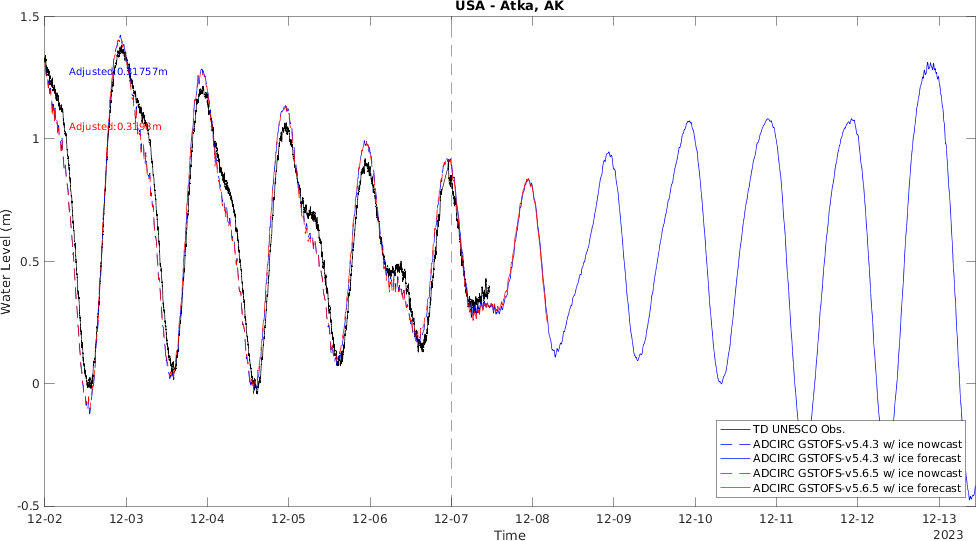 USA - Atka, AK
1.5
Adjusted:0.31757m
Adjusted:0.3193m
1
0.5
0
-0.5
Water Level (m)
TD UNESCO Obs.
ADCIRC GSTOFS-v5.4.3 w/ ice nowcast
ADCIRC GSTOFS-v5.4.3 w/ ice forecast
ADCIRC GSTOFS-v5.6.5 w/ ice nowcast
ADCIRC GSTOFS-v5.6.5 w/ ice forecast
12-02 12-03 12-04 12-05 12-06 12-07 12-08 12-09 12-10 12-11 12-12 12-13
Time
2023